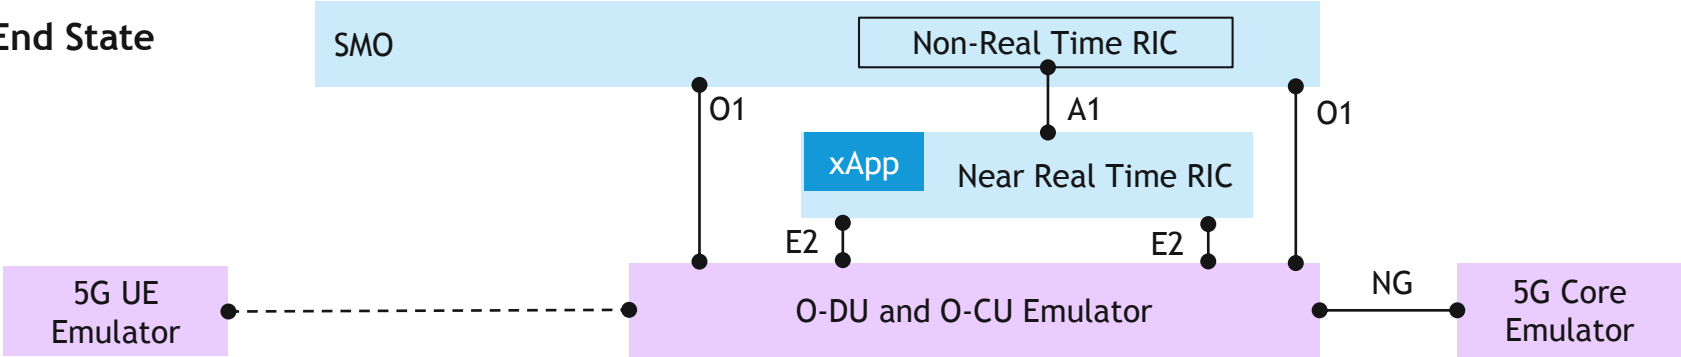 End State
SMO
Non-Real Time RIC
O1
A1
O1
xApp
Near Real Time RIC
E2
E2
5G UE
Emulator
O-DU and O-CU Emulator
NG
5G Core
Emulator